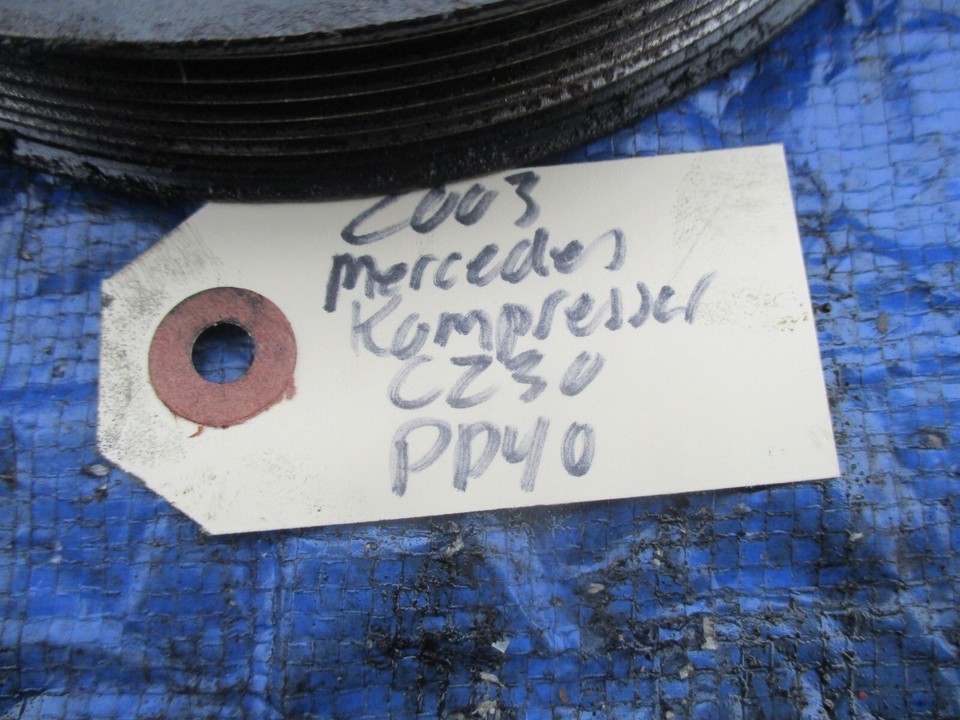 2003
mercedes
Kompressor
C230
PP40